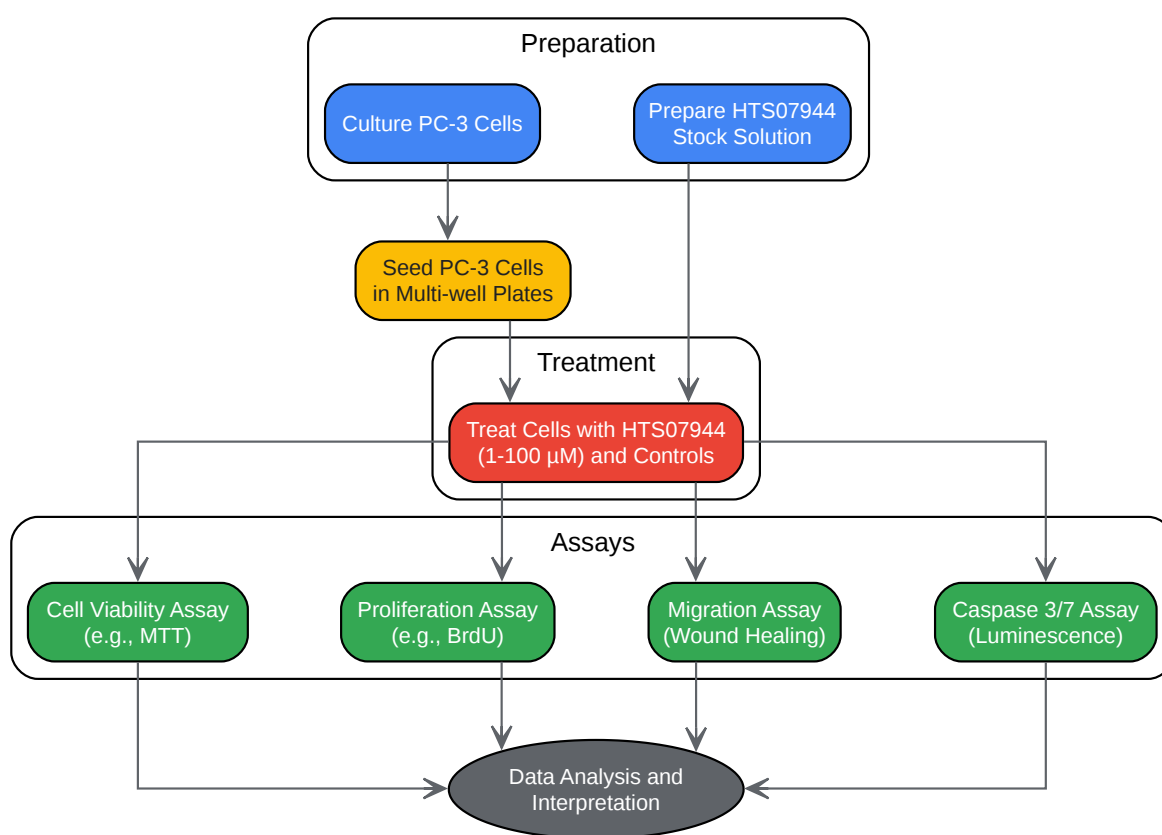 Preparation
Culture PC-3 Cells
Prepare HTS07944
Stock Solution
Seed PC-3 Cells
in Multi-well Plates
Treatment
Treat Cells with HTS07944
(1-100 µM) and Controls
Assays
Cell Viability Assay
(e.g., MTT)
Proliferation Assay
(e.g., BrdU)
Migration Assay
(Wound Healing)
Caspase 3/7 Assay
(Luminescence)
Data Analysis and
Interpretation